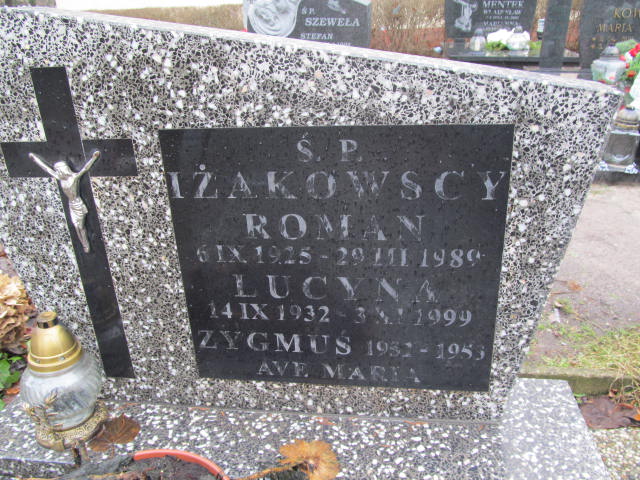 Ś.P.
SZEWEŁA
STEFAN
MENTEK
Ś. P.
IŻAKOWSCY
ROMAN
6 IX 1925 - 29 III 1989
LUCYNA
14 IX 1932 - 1999
ZYGMUŚ 1952 - 1953
AVE MARIA